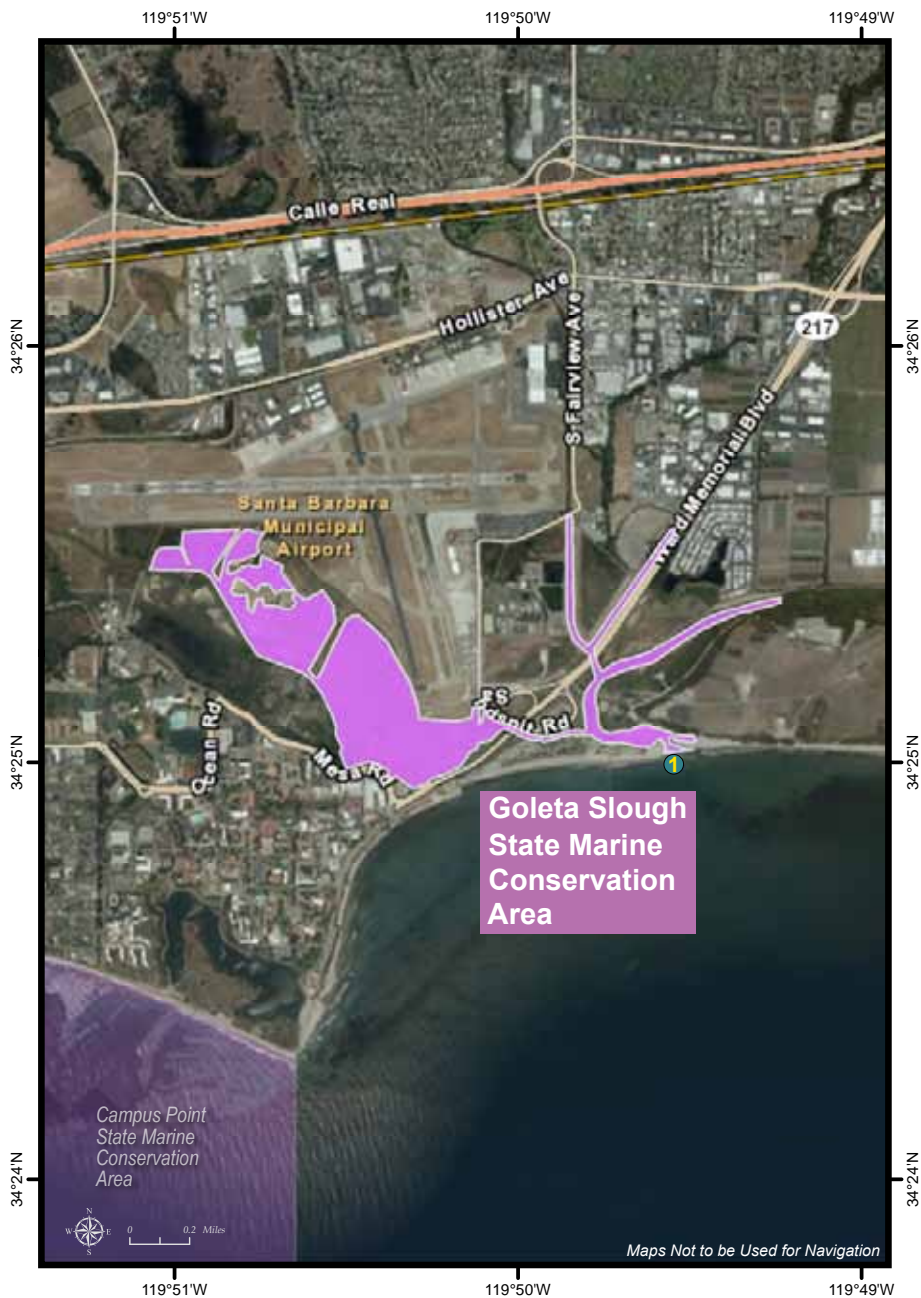 119°51'W
119°50'W
119°49'W
Calle Real
Hollister Ave
S Fairview Ave
217
34°26'N
34°26'N
Ward Memorial Blvd
Santa Barbara
Municipal
Airport
Ocean Rd
Mesa Rd
Rd
34°25'N
34°25'N
1
Goleta Slough
State Marine
Conservation
Area
Campus Point
State Marine
Conservation
Area
34°24'N
34°24'N
N
W
E
S
0
0.2 Miles
Maps Not to be Used for Navigation
119°51'W
119°50'W
119°49'W